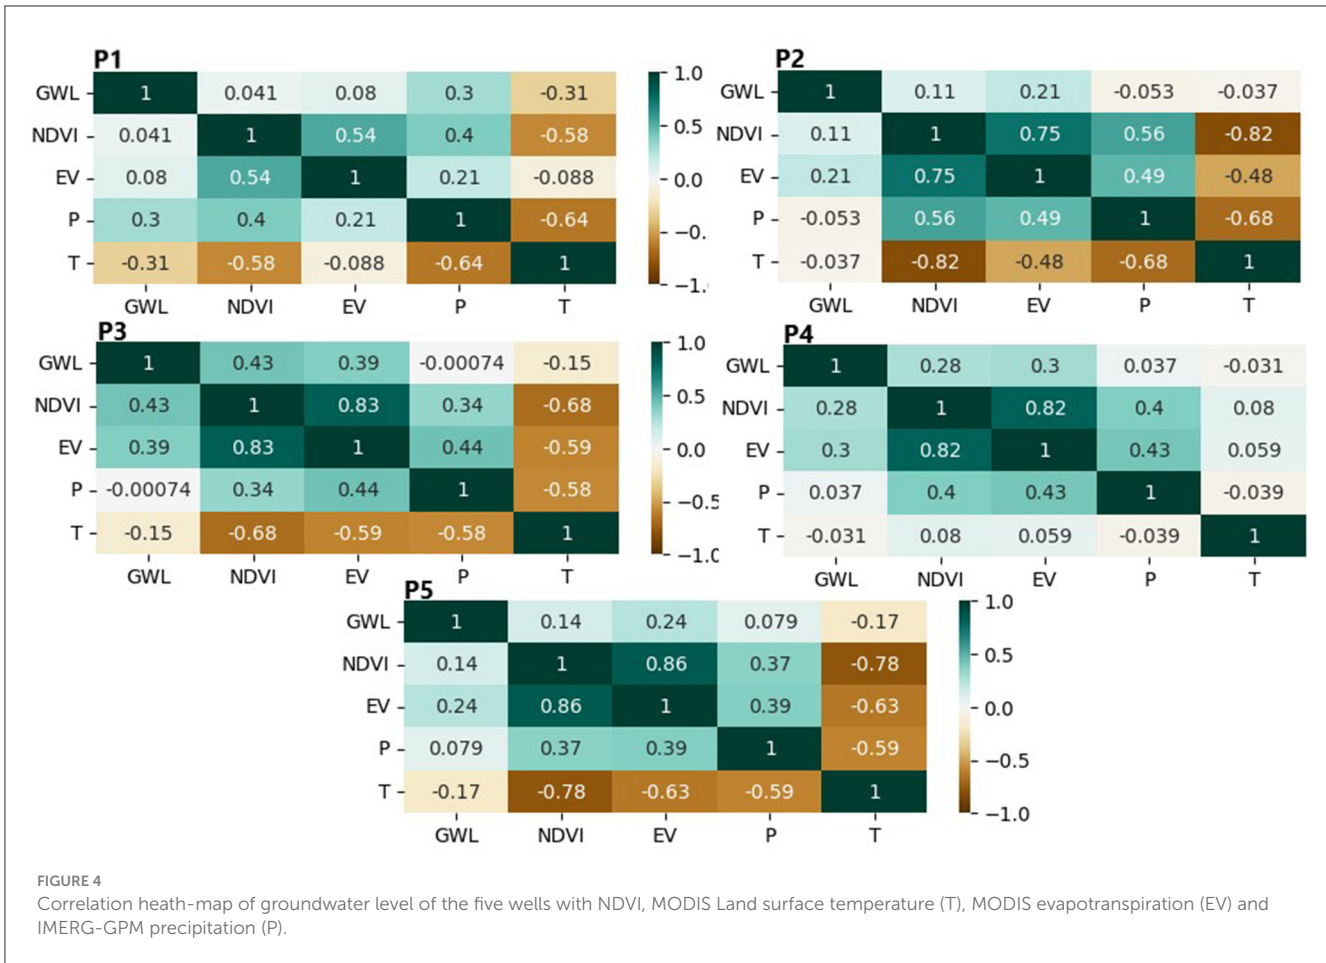 P1
GWL 1 0.041 0.08 0.3 -0.31
NDVI 0.041 1 0.54 0.4 -0.58
EV 0.08 0.54 1 0.21 -0.088
P 0.3 0.4 0.21 1 -0.64
T -0.31 -0.58 -0.088 -0.64 1
GWL NDVI EV P T
1.0
0.5
0.0
−0.
−1.
P2
GWL 1 0.11 0.21 -0.053 -0.037
NDVI 0.11 1 0.75 0.56 -0.82
EV 0.21 0.75 1 0.49 -0.48
P -0.053 0.56 0.49 1 -0.68
T -0.037 -0.82 -0.48 -0.68 1
GWL NDVI EV P T
P3
GWL 1 0.43 0.39 -0.00074 -0.15
NDVI 0.43 1 0.83 0.34 -0.68
EV 0.39 0.83 1 0.44 -0.59
P -0.00074 0.34 0.44 1 -0.58
T -0.15 -0.68 -0.59 -0.58 1
GWL NDVI EV P T
1.0
0.5
0.0
−0.5
−1.0
P4
GWL 1 0.28 0.3 0.037 -0.031
NDVI 0.28 1 0.82 0.4 0.08
EV 0.3 0.82 1 0.43 0.059
P 0.037 0.4 0.43 1 -0.039
T -0.031 0.08 0.059 -0.039 1
GWL NDVI EV P T
P5
GWL 1 0.14 0.24 0.079 -0.17
NDVI 0.14 1 0.86 0.37 -0.78
EV 0.24 0.86 1 0.39 -0.63
P 0.079 0.37 0.39 1 -0.59
T -0.17 -0.78 -0.63 -0.59 1
GWL NDVI EV P T
1.0
0.5
0.0
−0.5
−1.0
FIGURE 4
Correlation heath-map of groundwater level of the five wells with NDVI, MODIS Land surface temperature (T), MODIS evapotranspiration (EV) and
IMERG-GPM precipitation (P).